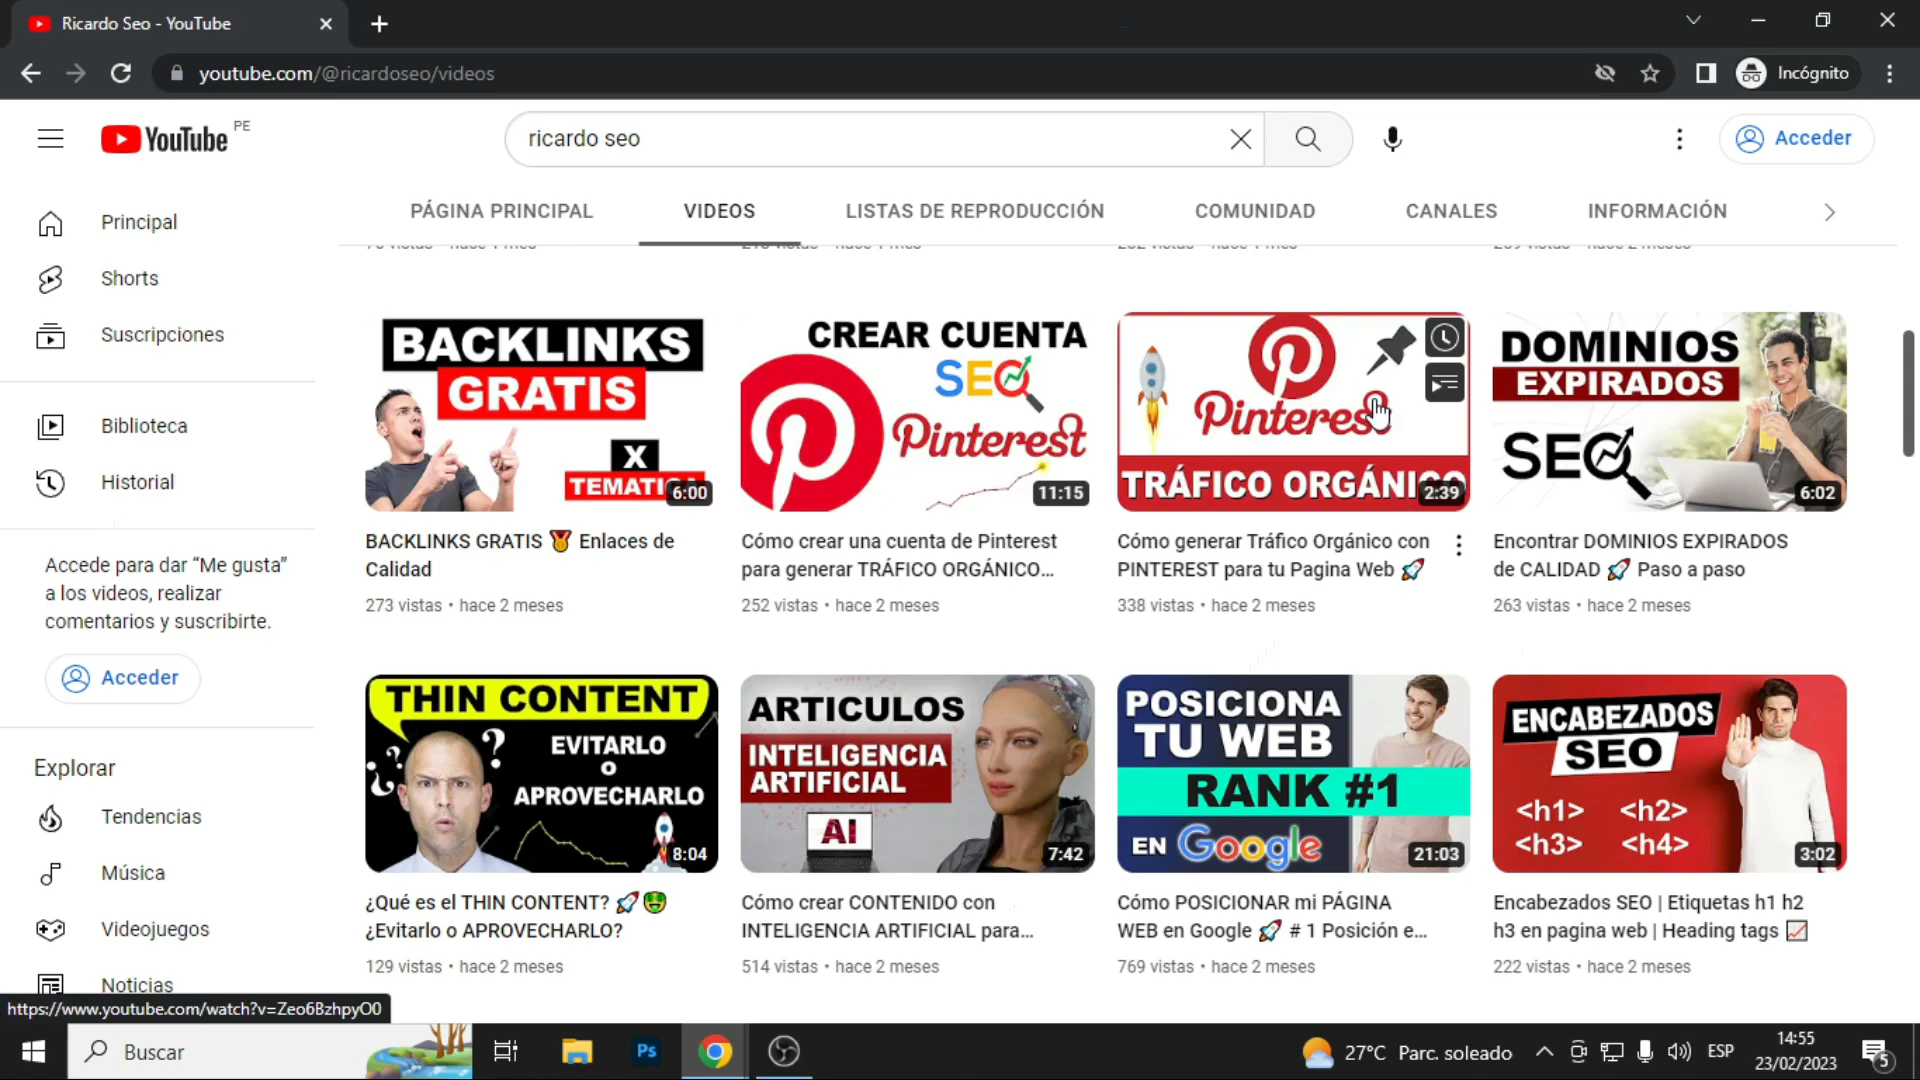 Ricardo Seo - YouTube
youtube.com/@ricardoseo/videos
Incógnito
YouTube PE
ricardo seo
Acceder
Principal
Shorts
Suscripciones
Biblioteca
Historial
Accede para dar “Me gusta”
a los videos, realizar
comentarios y suscribirte.
Acceder
Explorar
Tendencias
Música
Videojuegos
Noticias
PÁGINA PRINCIPAL
VIDEOS
LISTAS DE REPRODUCCIÓN
COMUNIDAD
CANALES
INFORMACIÓN
BACKLINKS
GRATIS
X
6:00
BACKLINKS GRATIS 🏅 Enlaces de
Calidad
273 vistas • hace 2 meses
CREAR CUENTA
SEO
Pinterest
11:15
Cómo crear una cuenta de Pinterest
para generar TRÁFICO ORGÁNICO...
252 vistas • hace 2 meses
Pinterest
TRÁFICO ORGÁNICO
2:39
Cómo generar Tráfico Orgánico con
PINTEREST para tu Pagina Web 🚀
338 vistas • hace 2 meses
DOMINIOS
EXPIRADOS
SEO
6:02
Encontrar DOMINIOS EXPIRADOS
de CALIDAD 🚀 Paso a paso
263 vistas • hace 2 meses
THIN CONTENT
EVITARLO
O
APROVECHARLO
8:04
¿Qué es el THIN CONTENT? 🚀🤑
¿Evitarlo o APROVECHARLO?
129 vistas • hace 2 meses
ARTICULOS
INTELIGENCIA
ARTIFICIAL
AI
7:42
Cómo crear CONTENIDO con
INTELIGENCIA ARTIFICIAL para...
514 vistas • hace 2 meses
POSICIONA
TU WEB
RANK #1
EN Google
21:03
Cómo POSICIONAR mi PÁGINA
WEB en Google 🚀 # 1 Posición e...
769 vistas • hace 2 meses
ENCABEZADOS
SEO
<h1> <h2>
<h3> <h4>
3:02
Encabezados SEO | Etiquetas h1 h2
h3 en pagina web | Heading tags 📈
222 vistas • hace 2 meses
https://www.youtube.com/watch?v=Zeo6BzhpyO0
Buscar
Ps
27°C Parc. soleado
ESP
14:55
23/02/2023
5